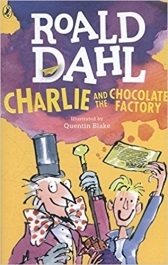 ROALD
DAHL
CHARLIE AND THE CHOCOLATE FACTORY
Illustrated by
Quentin Blake